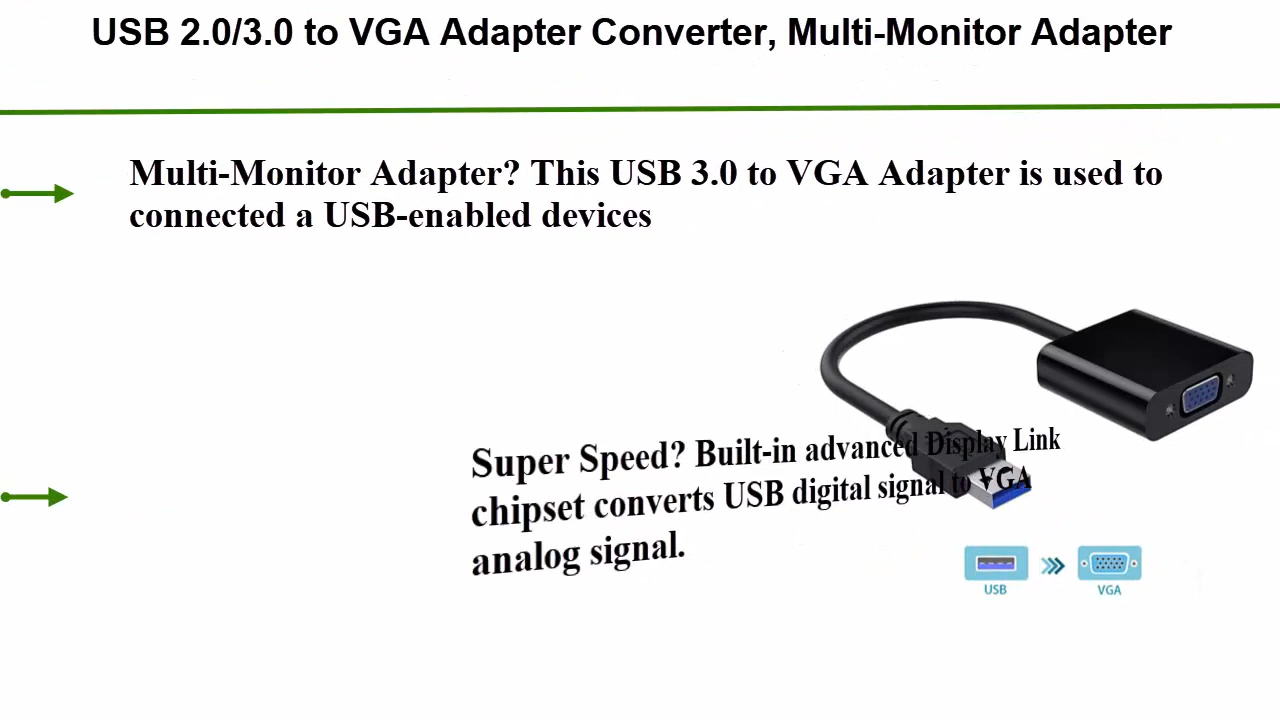 USB 2.0/3.0 to VGA Adapter Converter, Multi-Monitor Adapter
Multi-Monitor Adapter? This USB 3.0 to VGA Adapter is used to
connected a USB-enabled devices
Super Speed? Built-in advanced Display Link
chipset converts USB digital signal to VGA
analog signal.
USB
VGA